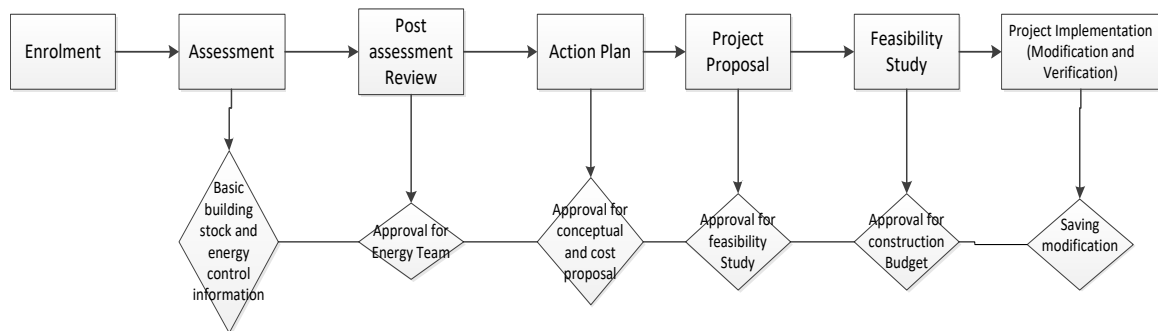 Enrolment
Assessment
Post
assessment
Review
Action Plan
Project
Proposal
Feasibility
Study
Project Implementation
(Modification and
Verification)
Basic
building
stock and
energy
control
information
Approval for
Energy Team
Approval for
conceptual
and cost
proposal
Approval for
feasibility
Study
Approval for
construction
Budget
Saving
modification